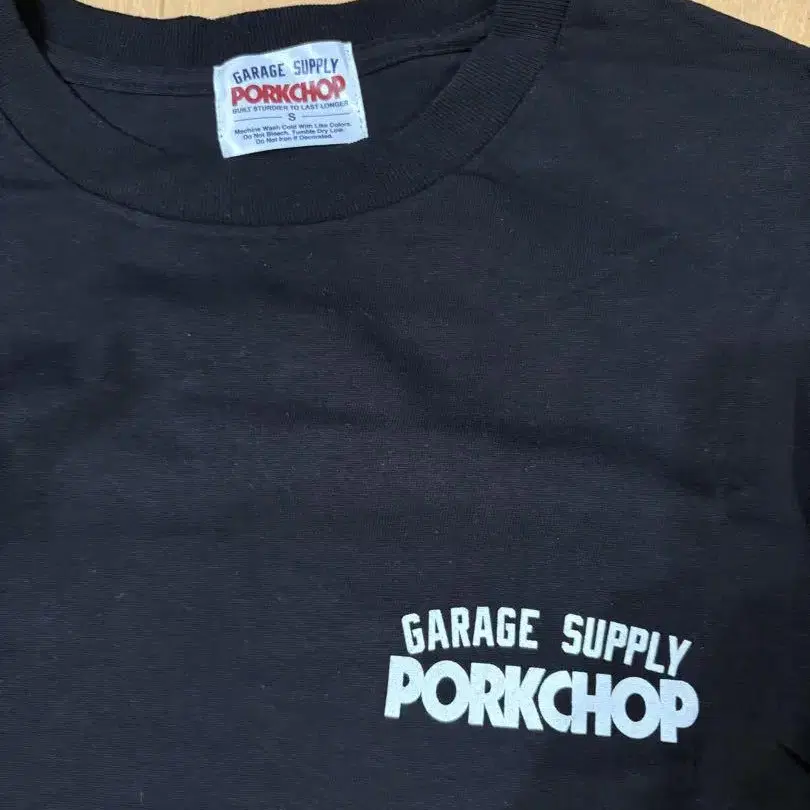 GARAGE SUPPLY
PORKCHOP
BUILT STURDIER TO LAST LONGER
S
Machine Wash Cold With Like Colors.
Do Not Bleach. Tumble Dry Low.
Do Not Iron If Decorated.
GARAGE SUPPLY
PORKCHOP